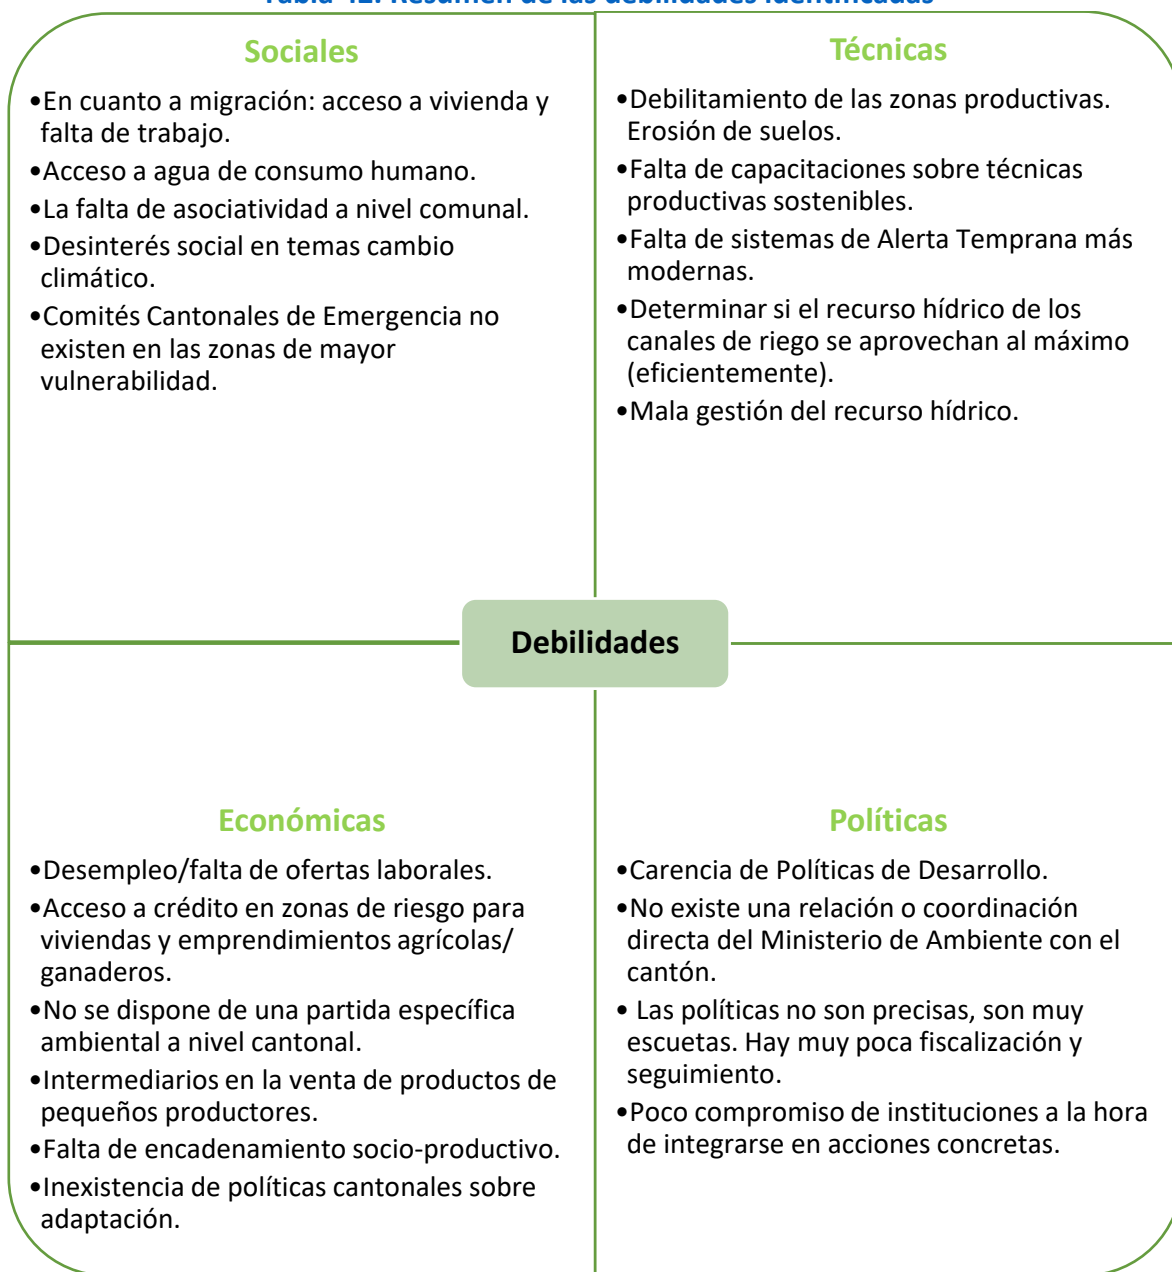 Tabla 42. Resumen de las debilidades identificadas
Sociales
•En cuanto a migración: acceso a vivienda y
falta de trabajo.
•Acceso a agua de consumo humano.
•La falta de asociatividad a nivel comunal.
•Desinterés social en temas cambio
climático.
•Comités Cantonales de Emergencia no
existen en las zonas de mayor
vulnerabilidad.
Técnicas
•Debilitamiento de las zonas productivas.
Erosión de suelos.
•Falta de capacitaciones sobre técnicas
productivas sostenibles.
•Falta de sistemas de Alerta Temprana más
modernas.
•Determinar si el recurso hídrico de los
canales de riego se aprovechan al máximo
(eficientemente).
•Mala gestión del recurso hídrico.
Debilidades
Económicas
•Desempleo/falta de ofertas laborales.
•Acceso a crédito en zonas de riesgo para
viviendas y emprendimientos agrícolas/
ganaderos.
•No se dispone de una partida específica
ambiental a nivel cantonal.
•Intermediarios en la venta de productos de
pequeños productores.
•Falta de encadenamiento socio-productivo.
•Inexistencia de políticas cantonales sobre
adaptación.
Políticas
•Carencia de Políticas de Desarrollo.
•No existe una relación o coordinación
directa del Ministerio de Ambiente con el
cantón.
• Las políticas no son precisas, son muy
escuetas. Hay muy poca fiscalización y
seguimiento.
•Poco compromiso de instituciones a la hora
de integrarse en acciones concretas.